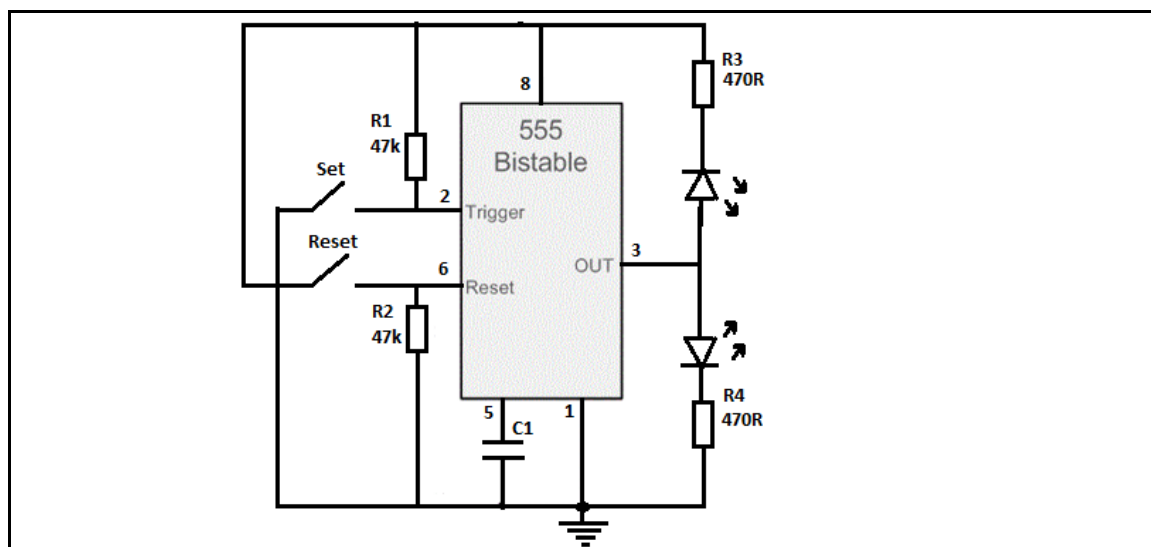 R3
470R
8
555
Bistable
R1
47k
Set
2
Trigger
Reset
3
OUT
6
Reset
R2
47k
R4
470R
5
C1
1